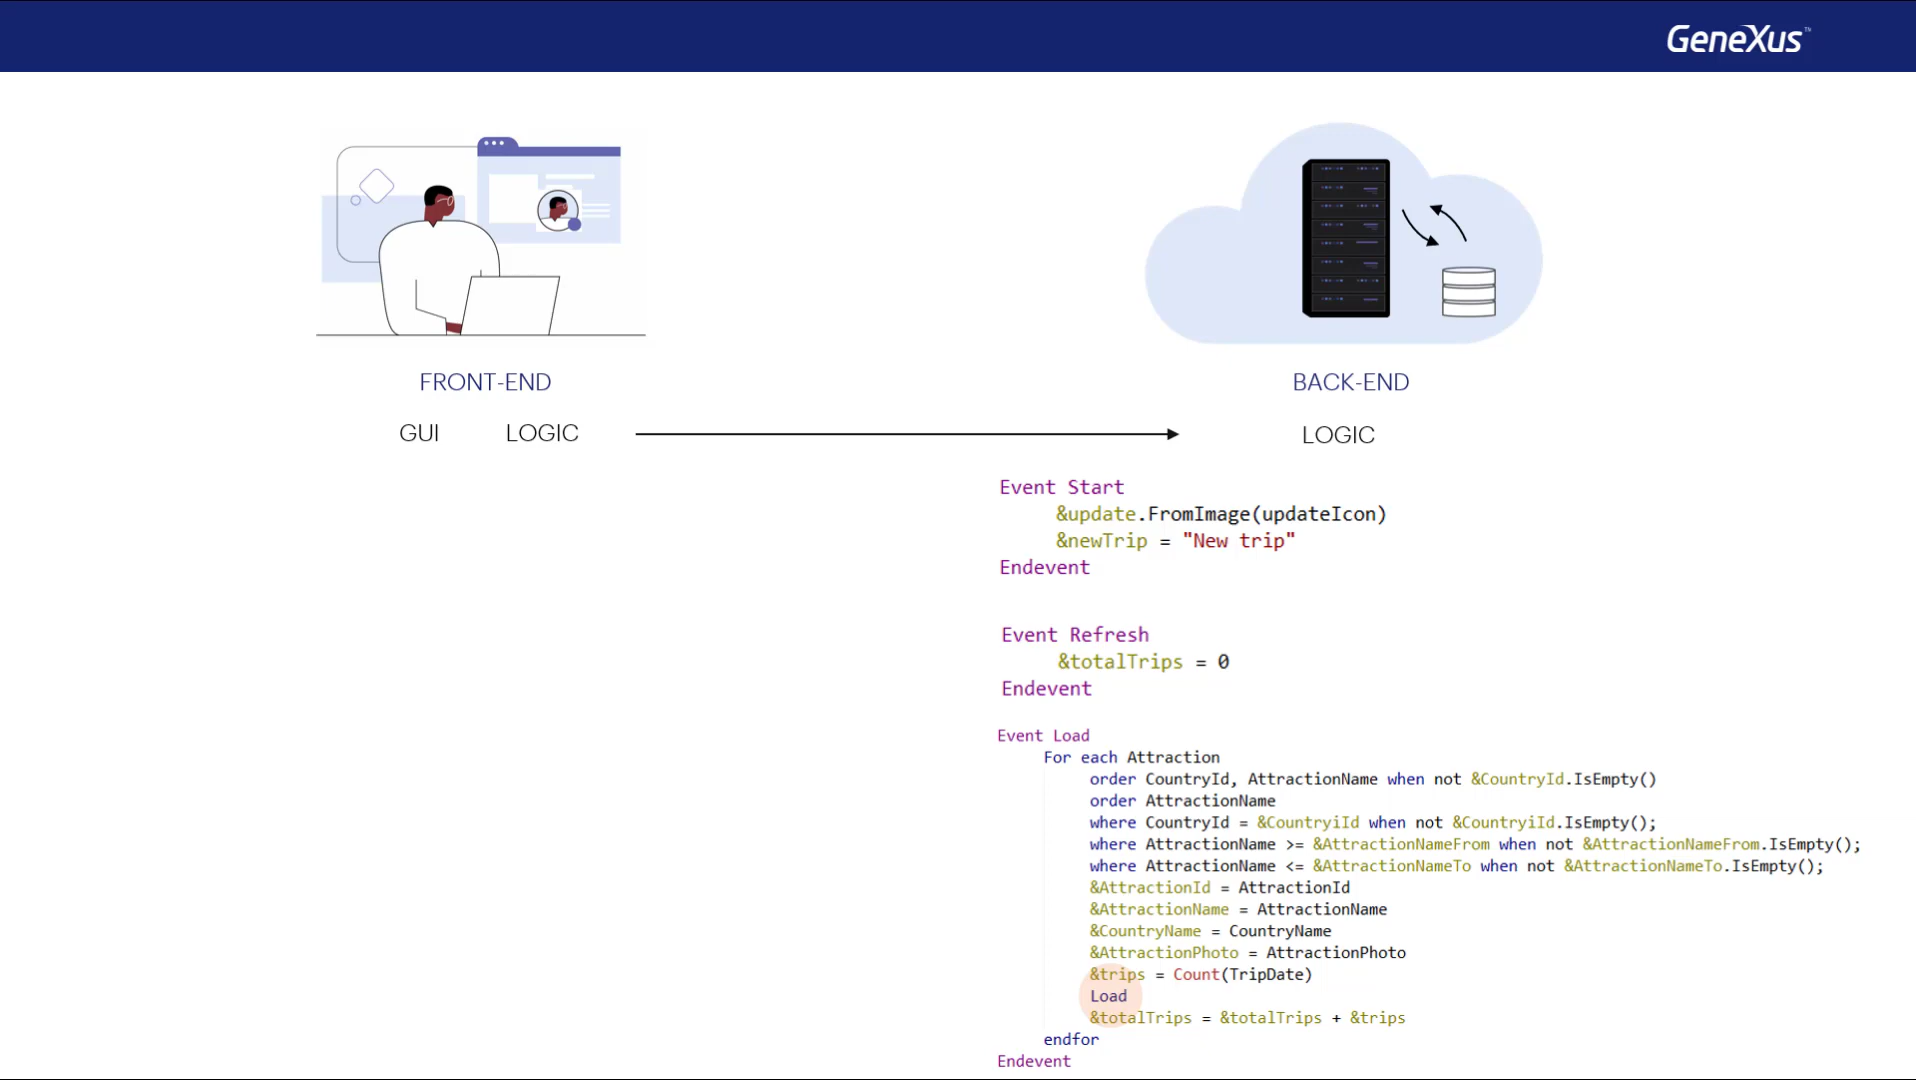 GeneXus™
FRONT-END
BACK-END
GUI LOGIC
LOGIC
Event Start
&update.FromImage(updateIcon)
&newTrip = "New trip"
Endevent
Event Refresh
&totalTrips = 0
Endevent
Event Load
For each Attraction
order CountryId, AttractionName when not &CountryId.IsEmpty()
order AttractionName
where CountryId = &CountryiId when not &CountryiId.IsEmpty();
where AttractionName >= &AttractionNameFrom when not &AttractionNameFrom.IsEmpty();
where AttractionName <= &AttractionNameTo when not &AttractionNameTo.IsEmpty();
&AttractionId = AttractionId
&AttractionName = AttractionName
&CountryName = CountryName
&AttractionPhoto = AttractionPhoto
&trips = Count(TripDate)
Load
&totalTrips = &totalTrips + &trips
endfor
Endevent